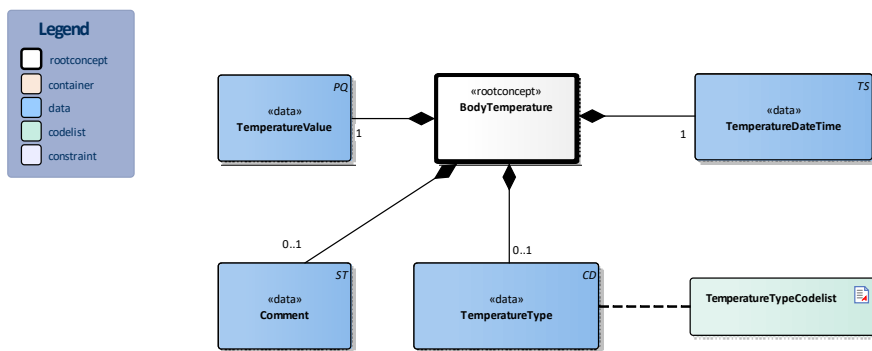 Legend
rootconcept
container
data
codelist
constraint
PQ
«data»
TemperatureValue
1
«rootconcept»
BodyTemperature
TS
«data»
TemperatureDateTime
1
0..1
ST
«data»
Comment
0..1
CD
«data»
TemperatureType
TemperatureTypeCodelist